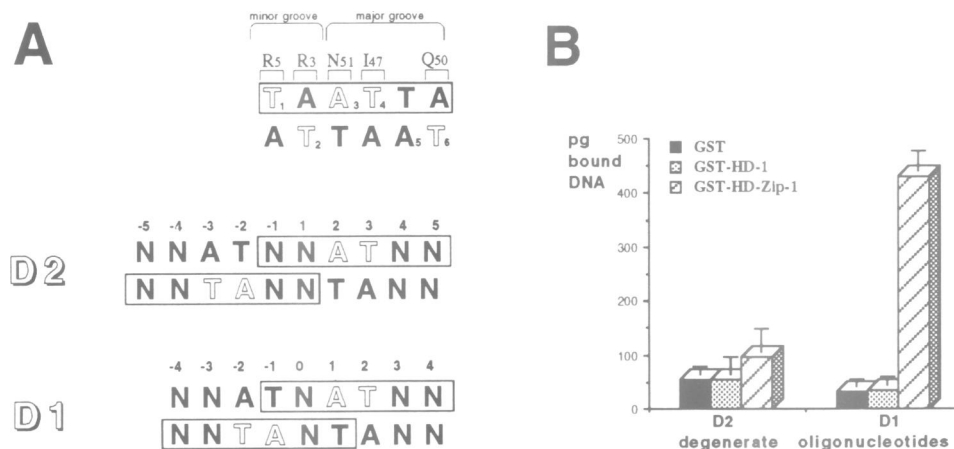 A
minor groove
major groove
R5 R3 N51 I47 Q50
T1 A A3 T4 T A
A T2 T A A5 T6
D2
-5 -4 -3 -2 -1 1 2 3 4 5
N N A T N N A T N N
N N T A N N T A N N
D1
-4 -3 -2 -1 0 1 2 3 4
N N A T N A T N N
N N T A N T A N N
B
pg
bound
DNA
GST
GST-HD-1
GST-HD-Zip-1
500
400
300
200
100
0
D2
D1
degenerate oligonucleotides